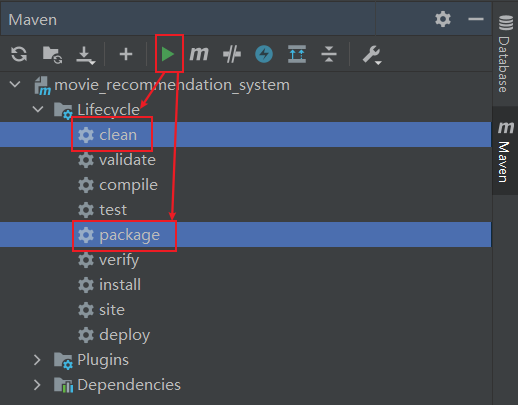 Maven
m
movie_recommendation_system
Lifecycle
clean
validate
compile
test
package
verify
install
site
deploy
Plugins
Dependencies
Database
m Maven